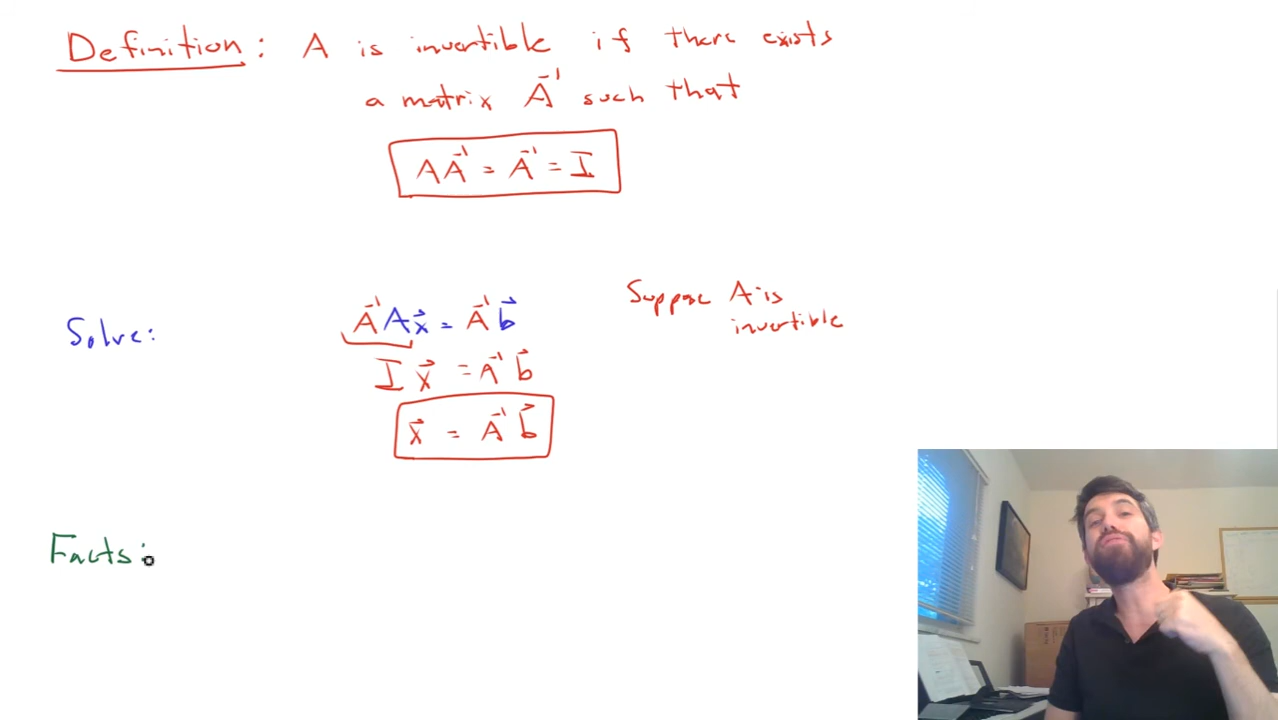 Definition: A is invertible if there exists
a matrix A⁻¹ such that
AA⁻¹ = A⁻¹ = I
Suppose A is
invertible
Solve: A⁻¹Ax⃗ = A⁻¹b⃗
Ix⃗ = A⁻¹b⃗
x⃗ = A⁻¹b⃗
Facts: